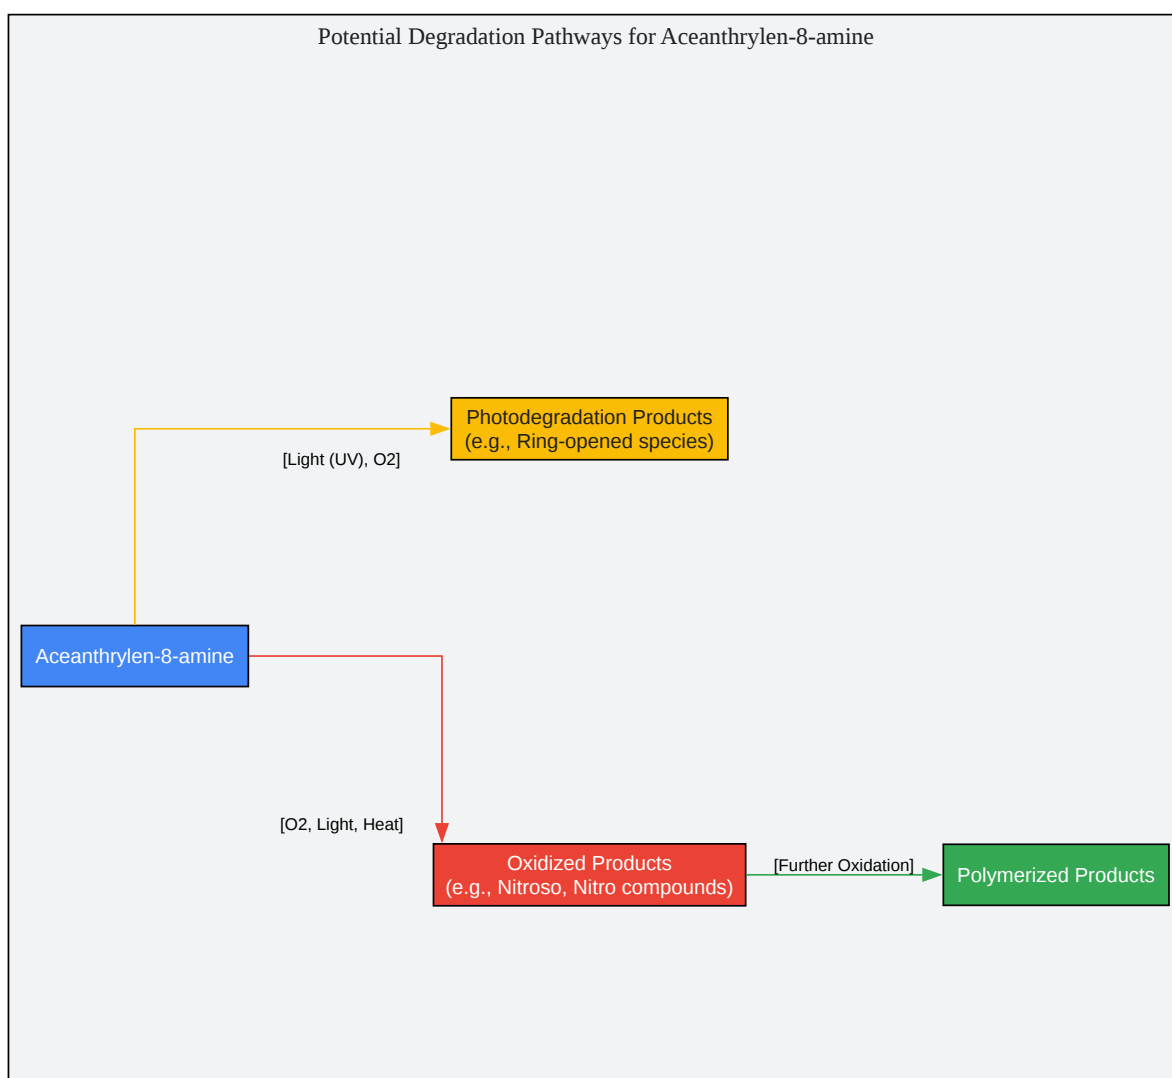 Potential Degradation Pathways for Aceanthrylen-8-amine
Photodegradation Products
(e.g., Ring-opened species)
[Light (UV), O2]
Aceanthrylen-8-amine
[O2, Light, Heat]
Oxidized Products
(e.g., Nitroso, Nitro compounds)
[Further Oxidation]
Polymerized Products